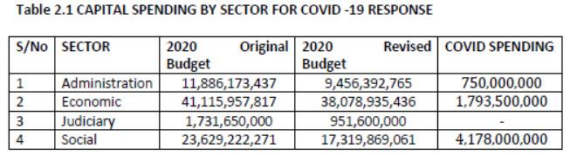 Table 2.1 CAPITAL SPENDING BY SECTOR FOR COVID -19 RESPONSE
S/No SECTOR 2020 Original Budget 2020 Revised Budget COVID SPENDING
1 Administration 11,886,173,437 9,456,392,765 750,000,000
2 Economic 41,115,957,817 38,078,935,436 1,793,500,000
3 Judiciary 1,731,650,000 951,600,000 -
4 Social 23,629,222,271 17,319,869,061 4,178,000,000